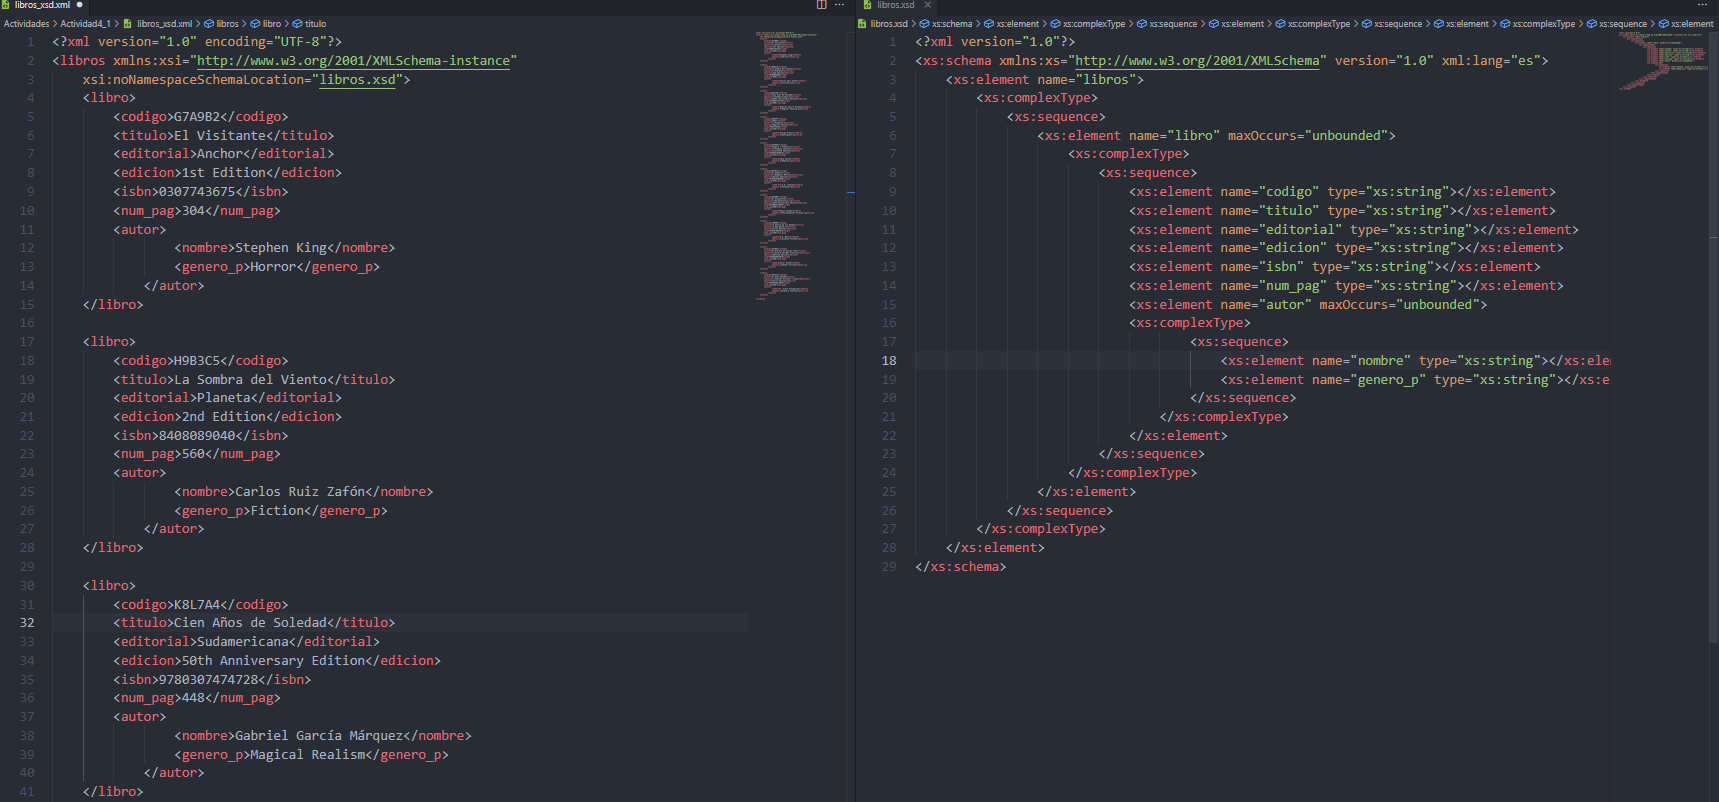 libros_xsd.xml
Actividades > Actividad4_1 > libros_xsd.xml > libros > libro > titulo
1 <?xml version="1.0" encoding="UTF-8"?>
2 <libros xmlns:xsi="http://www.w3.org/2001/XMLSchema-instance"
3 xsi:noNamespaceSchemaLocation="libros.xsd">
4 <libro>
5 <codigo>G7A9B2</codigo>
6 <titulo>El Visitante</titulo>
7 <editorial>Anchor</editorial>
8 <edicion>1st Edition</edicion>
9 <isbn>0307743675</isbn>
10 <num_pag>304</num_pag>
11 <autor>
12 <nombre>Stephen King</nombre>
13 <genero_p>Horror</genero_p>
14 </autor>
15 </libro>
16
17 <libro>
18 <codigo>H9B3C5</codigo>
19 <titulo>La Sombra del Viento</titulo>
20 <editorial>Planeta</editorial>
21 <edicion>2nd Edition</edicion>
22 <isbn>8408089040</isbn>
23 <num_pag>560</num_pag>
24 <autor>
25 <nombre>Carlos Ruiz Zafón</nombre>
26 <genero_p>Fiction</genero_p>
27 </autor>
28 </libro>
29
30 <libro>
31 <codigo>K8L7A4</codigo>
32 <titulo>Cien Años de Soledad</titulo>
33 <editorial>Sudamericana</editorial>
34 <edicion>50th Anniversary Edition</edicion>
35 <isbn>9780307474728</isbn>
36 <num_pag>448</num_pag>
37 <autor>
38 <nombre>Gabriel García Márquez</nombre>
39 <genero_p>Magical Realism</genero_p>
40 </autor>
41 </libro>
libros.xsd
libros.xsd > xs:schema > xs:element > xs:complexType > xs:sequence > xs:element > xs:complexType > xs:sequence > xs:element > xs:complexType > xs:sequence > xs:element
1 <?xml version="1.0"?>
2 <xs:schema xmlns:xs="http://www.w3.org/2001/XMLSchema" version="1.0" xml:lang="es">
3 <xs:element name="libros">
4 <xs:complexType>
5 <xs:sequence>
6 <xs:element name="libro" maxOccurs="unbounded">
7 <xs:complexType>
8 <xs:sequence>
9 <xs:element name="codigo" type="xs:string"></xs:element>
10 <xs:element name="titulo" type="xs:string"></xs:element>
11 <xs:element name="editorial" type="xs:string"></xs:element>
12 <xs:element name="edicion" type="xs:string"></xs:element>
13 <xs:element name="isbn" type="xs:string"></xs:element>
14 <xs:element name="num_pag" type="xs:string"></xs:element>
15 <xs:element name="autor" maxOccurs="unbounded">
16 <xs:complexType>
17 <xs:sequence>
18 <xs:element name="nombre" type="xs:string"></xs:ele
19 <xs:element name="genero_p" type="xs:string"></xs:e
20 </xs:sequence>
21 </xs:complexType>
22 </xs:element>
23 </xs:sequence>
24 </xs:complexType>
25 </xs:element>
26 </xs:sequence>
27 </xs:complexType>
28 </xs:element>
29 </xs:schema>